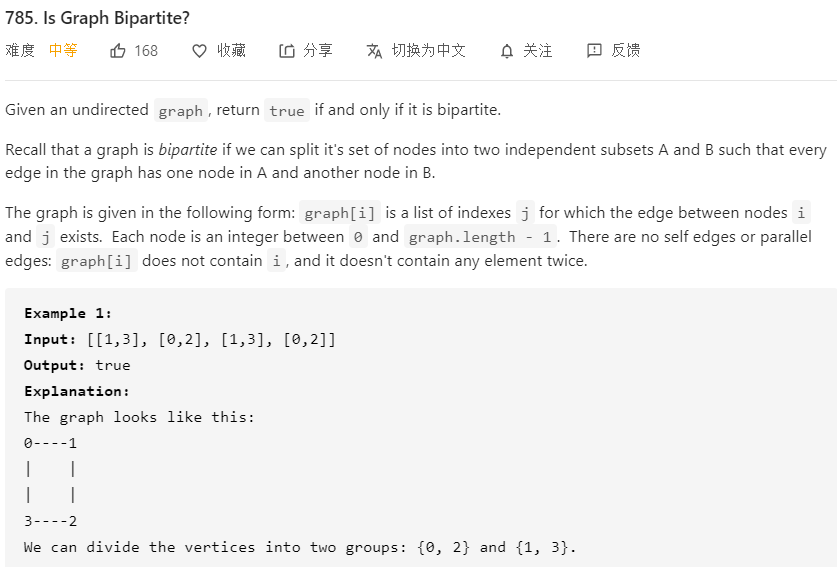 785. Is Graph Bipartite?
难度 中等 168 收藏 分享 切换为中文 关注 反馈
Given an undirected graph , return true if and only if it is bipartite.
Recall that a graph is bipartite if we can split it's set of nodes into two independent subsets A and B such that every
edge in the graph has one node in A and another node in B.
The graph is given in the following form: graph[i] is a list of indexes j for which the edge between nodes i
and j exists. Each node is an integer between 0 and graph.length - 1 . There are no self edges or parallel
edges: graph[i] does not contain i , and it doesn't contain any element twice.
Example 1:
Input: [[1,3], [0,2], [1,3], [0,2]]
Output: true
Explanation:
The graph looks like this:
0----1
|    |
|    |
3----2
We can divide the vertices into two groups: {0, 2} and {1, 3}.